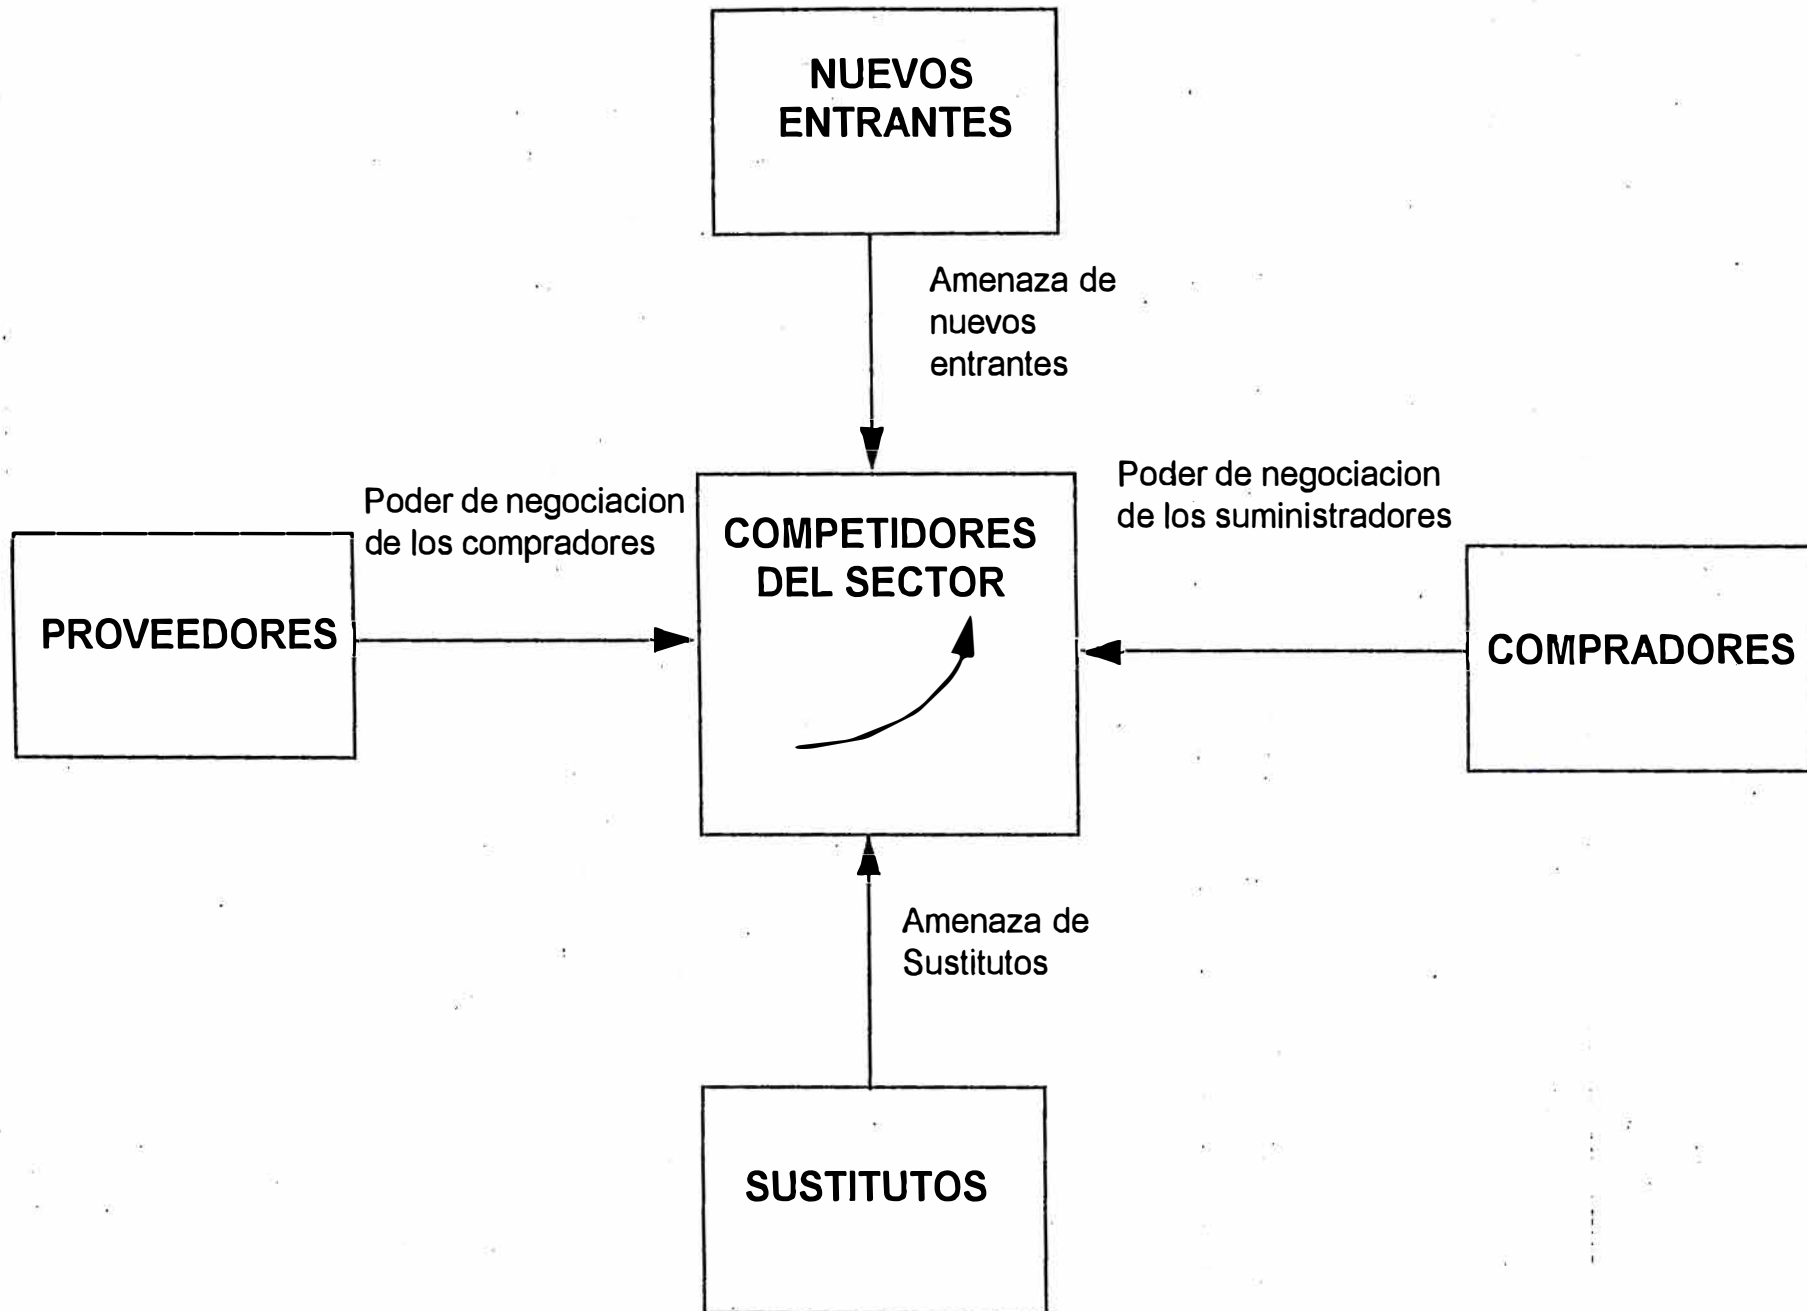 NUEVOS
ENTRANTES
Amenaza de
nuevos
entrantes
Poder de negociacion
de los compradores
COMPETIDORES
DEL SECTOR
Poder de negociacion
de los suministradores
PROVEEDORES
COMPRADORES
Amenaza de
Sustitutos
SUSTITUTOS